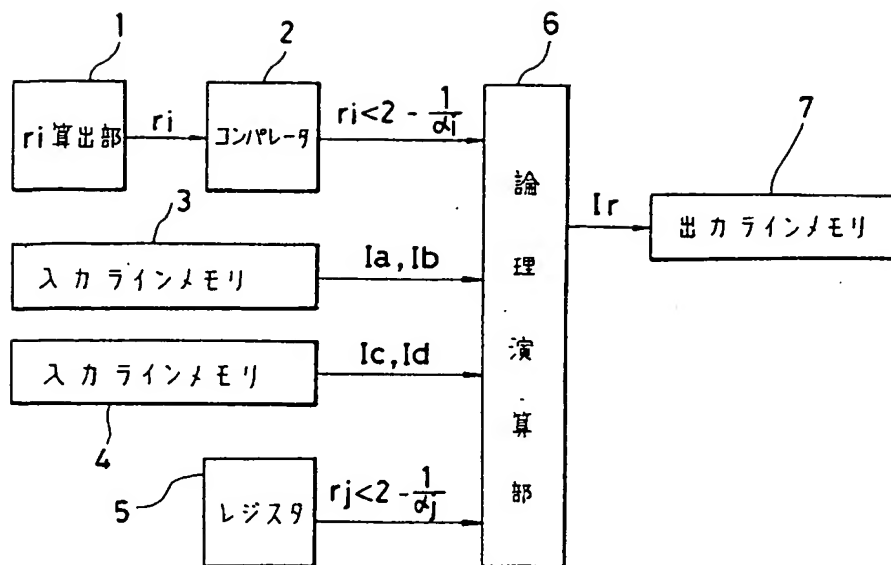 1
ri算出部
ri
2
コンパレータ
ri<2-1/αi
3
入力ラインメモリ
Ia,Ib
入力ラインメモリ
4
Ic,Id
5
レジスタ
rj<2-1/αj
6
論理演算部
Ir
7
出力ラインメモリ